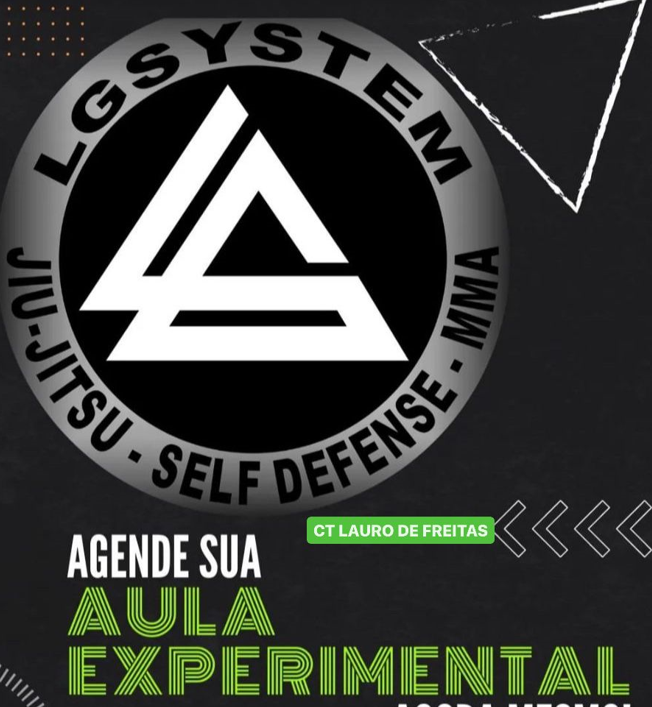 LGSYSTEM
JIU-JITSU - SELF DEFENSE - MMA
CT LAURO DE FREITAS
AGENDE SUA
AULA
EXPERIMENTAL